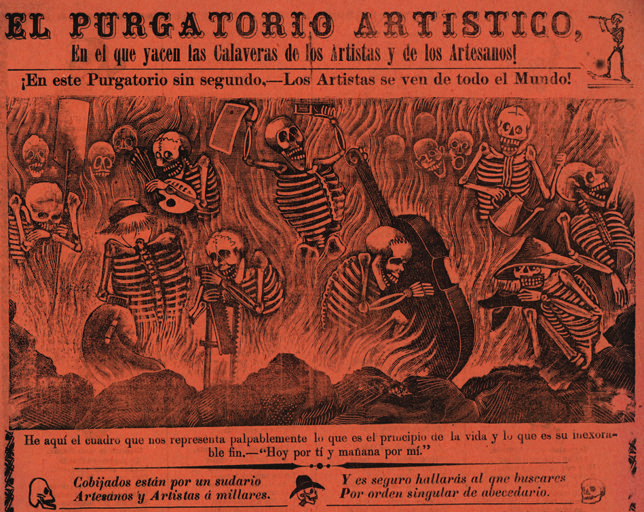 EL PURGATORIO ARTISTICO,
En el que yacen las Calaveras de los Artistas y de los Artesanos!
¡En este Purgatorio sin segundo,—Los Artistas se ven de todo el Mundo!
He aquí el cuadro que nos representa palpablemente lo que es el principio de la vida y lo que es su inexora-
ble fin.—“Hoy por tí y mañana por mí.”
Cobijados están por un sudario
Artesanos y Artistas á millares.
Y es seguro hallarás al que buscares
Por orden singular de abecedario.